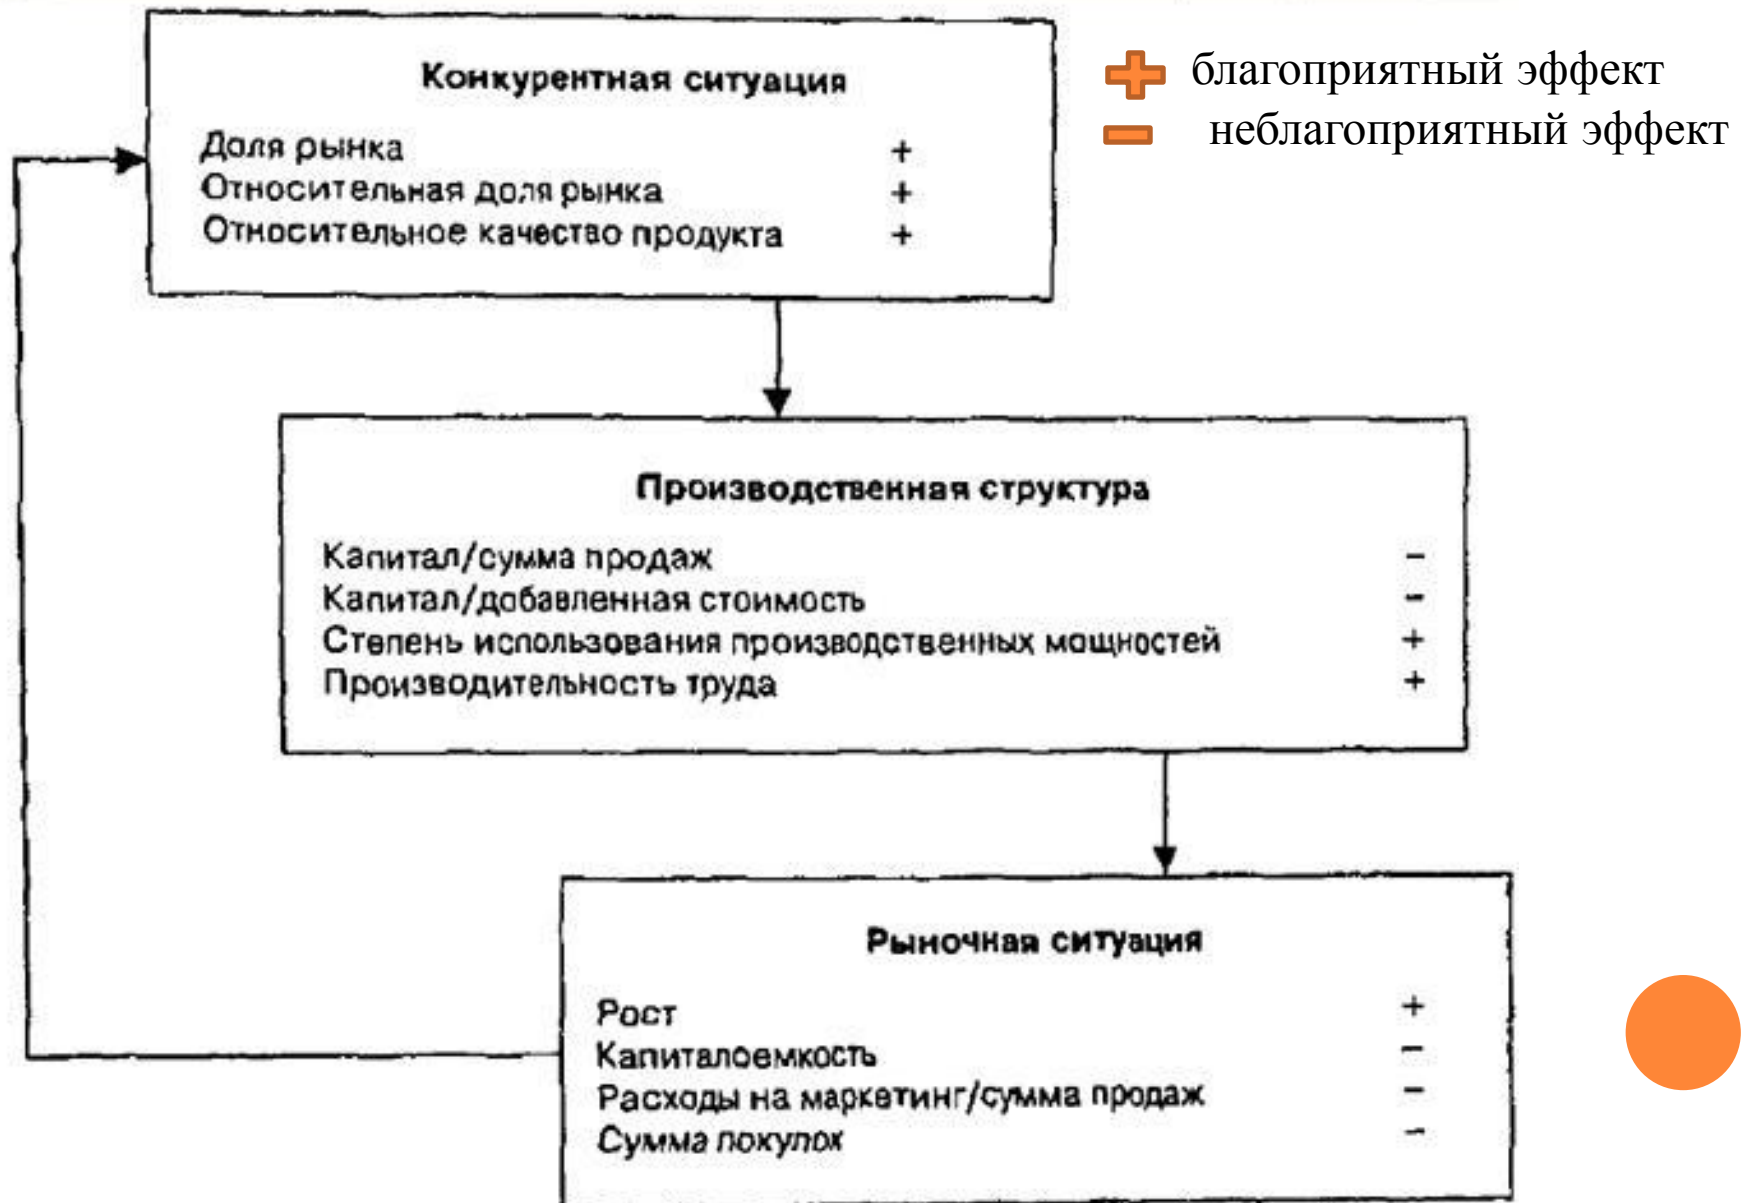 Конкурентная ситуация
Доля рынка +
Относительная доля рынка +
Относительное качество продукта +
благоприятный эффект
неблагоприятный эффект
Производственная структура
Капитал/сумма продаж −
Капитал/добавленная стоимость −
Степень использования производственных мощностей +
Производительность труда +
Рыночная ситуация
Рост +
Капиталоемкость −
Расходы на маркетинг/сумма продаж −
Сумма покупок −